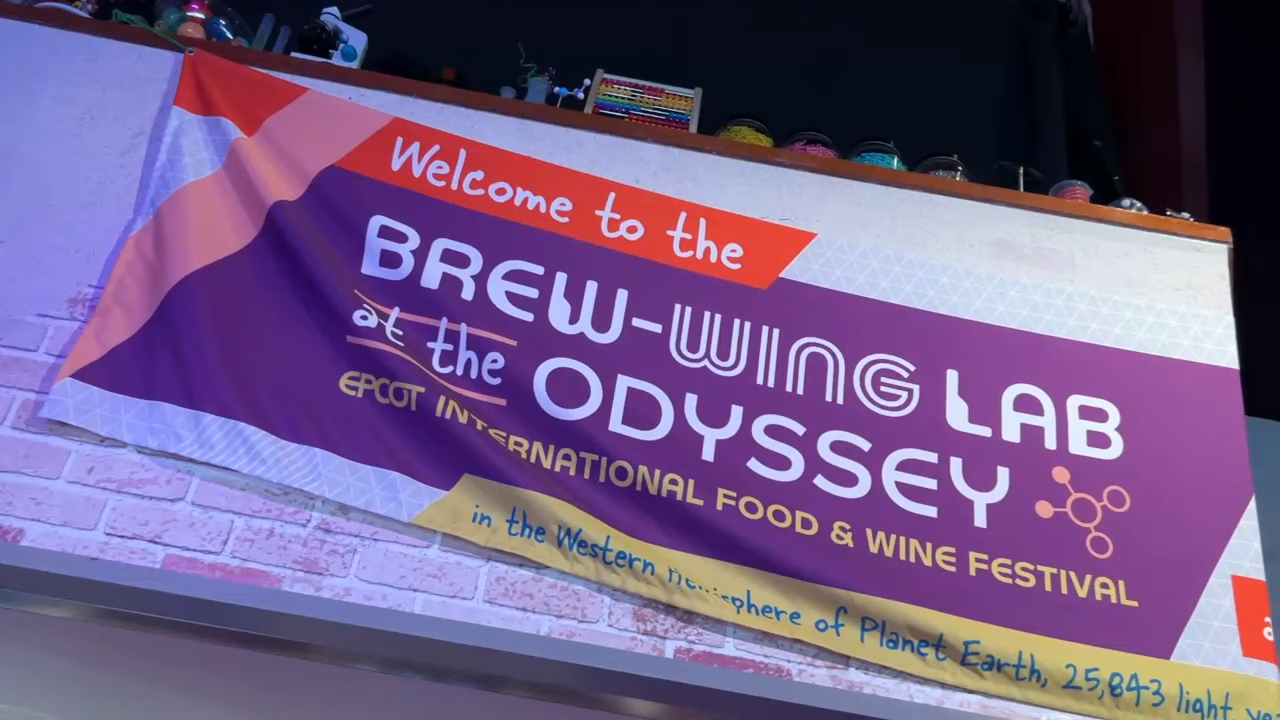 Welcome to the
BREW-WING LAB
at the ODYSSEY
EPCOT INTERNATIONAL FOOD & WINE FESTIVAL
in the Western Hemisphere of Planet Earth, 25,843 light